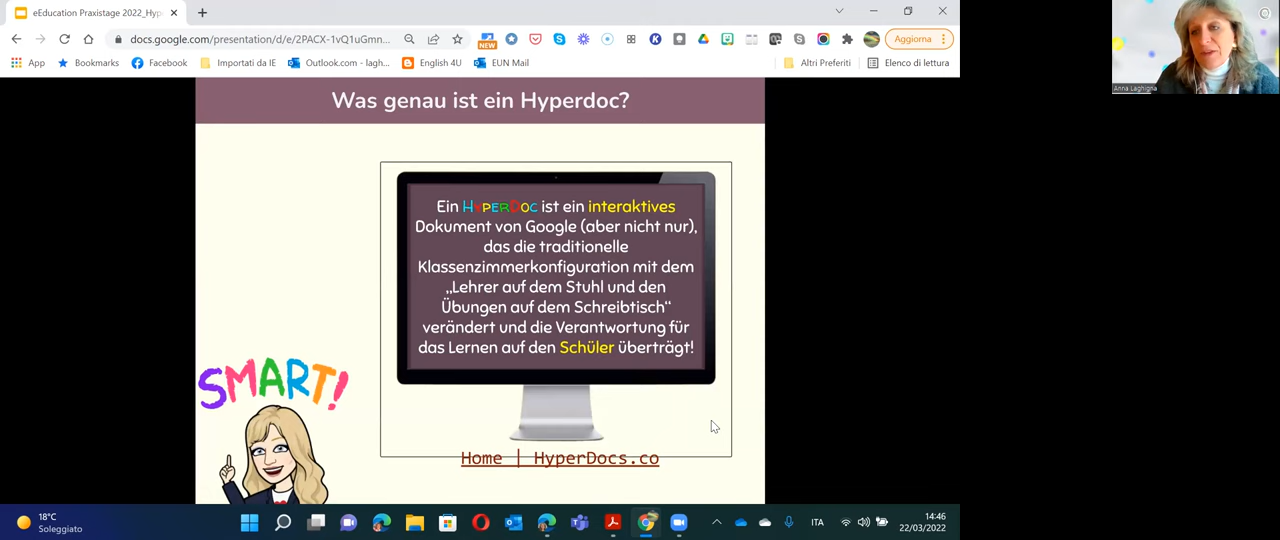 eEducation Praxistage 2022_Hyp
docs.google.com/presentation/d/e/2PACX-1vQ1uGmn...
NEW
Aggiorna
App
Bookmarks
Facebook
Importati da IE
Outlook.com - lagh...
English 4U
EUN Mail
Altri Preferiti
Elenco di lettura
Anna Laghigna
Was genau ist ein Hyperdoc?
Ein HYPERDOC ist ein interaktives
Dokument von Google (aber nicht nur),
das die traditionelle
Klassenzimmerkonfiguration mit dem
„Lehrer auf dem Stuhl und den
Übungen auf dem Schreibtisch“
verändert und die Verantwortung für
das Lernen auf den Schüler überträgt!
SMART!
Home | HyperDocs.co
18°C
Soleggiato
ITA
14:46
22/03/2022